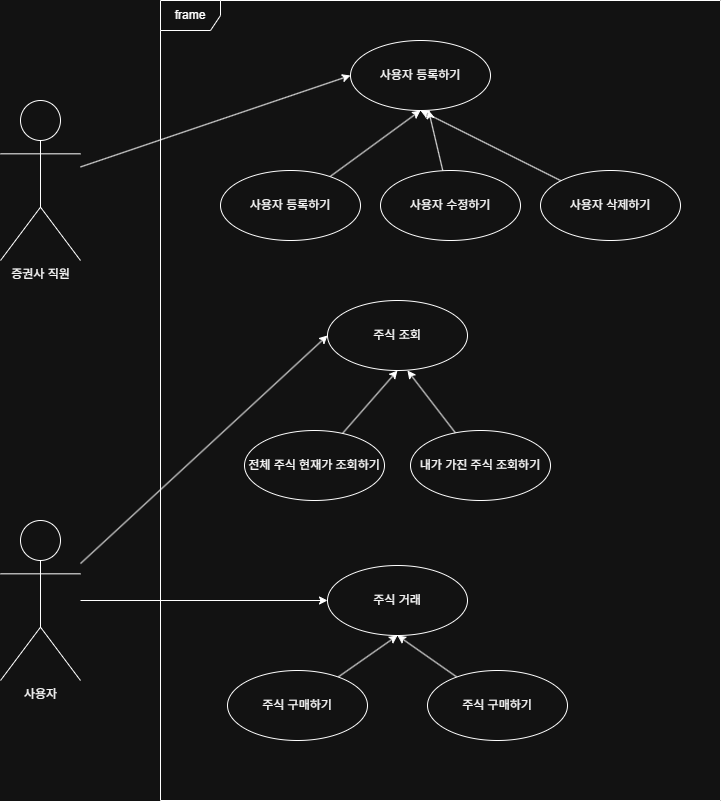 frame
사용자 등록하기
사용자 등록하기
사용자 수정하기
사용자 삭제하기
증권사 직원
주식 조회
전체 주식 현재가 조회하기
내가 가진 주식 조회하기
주식 거래
사용자
주식 구매하기
주식 구매하기